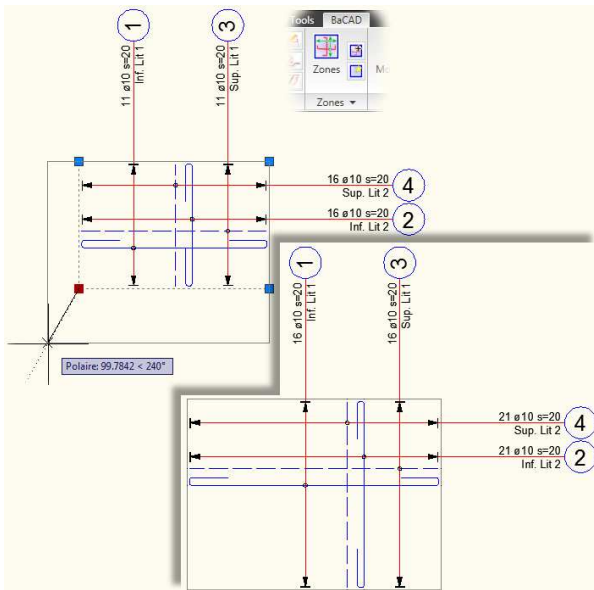 Tools BaCAD
Zones
Mo
Zones
1
11 ø10 s=20
Inf. Lit 1
3
11 ø10 s=20
Sup. Lit 1
16 ø10 s=20
Sup. Lit 2
4
16 ø10 s=20
Inf. Lit 2
2
Polaire: 99.7842 < 240°
1
16 ø10 s=20
Inf. Lit 1
3
16 ø10 s=20
Sup. Lit 1
21 ø10 s=20
Sup. Lit 2
4
21 ø10 s=20
Inf. Lit 2
2